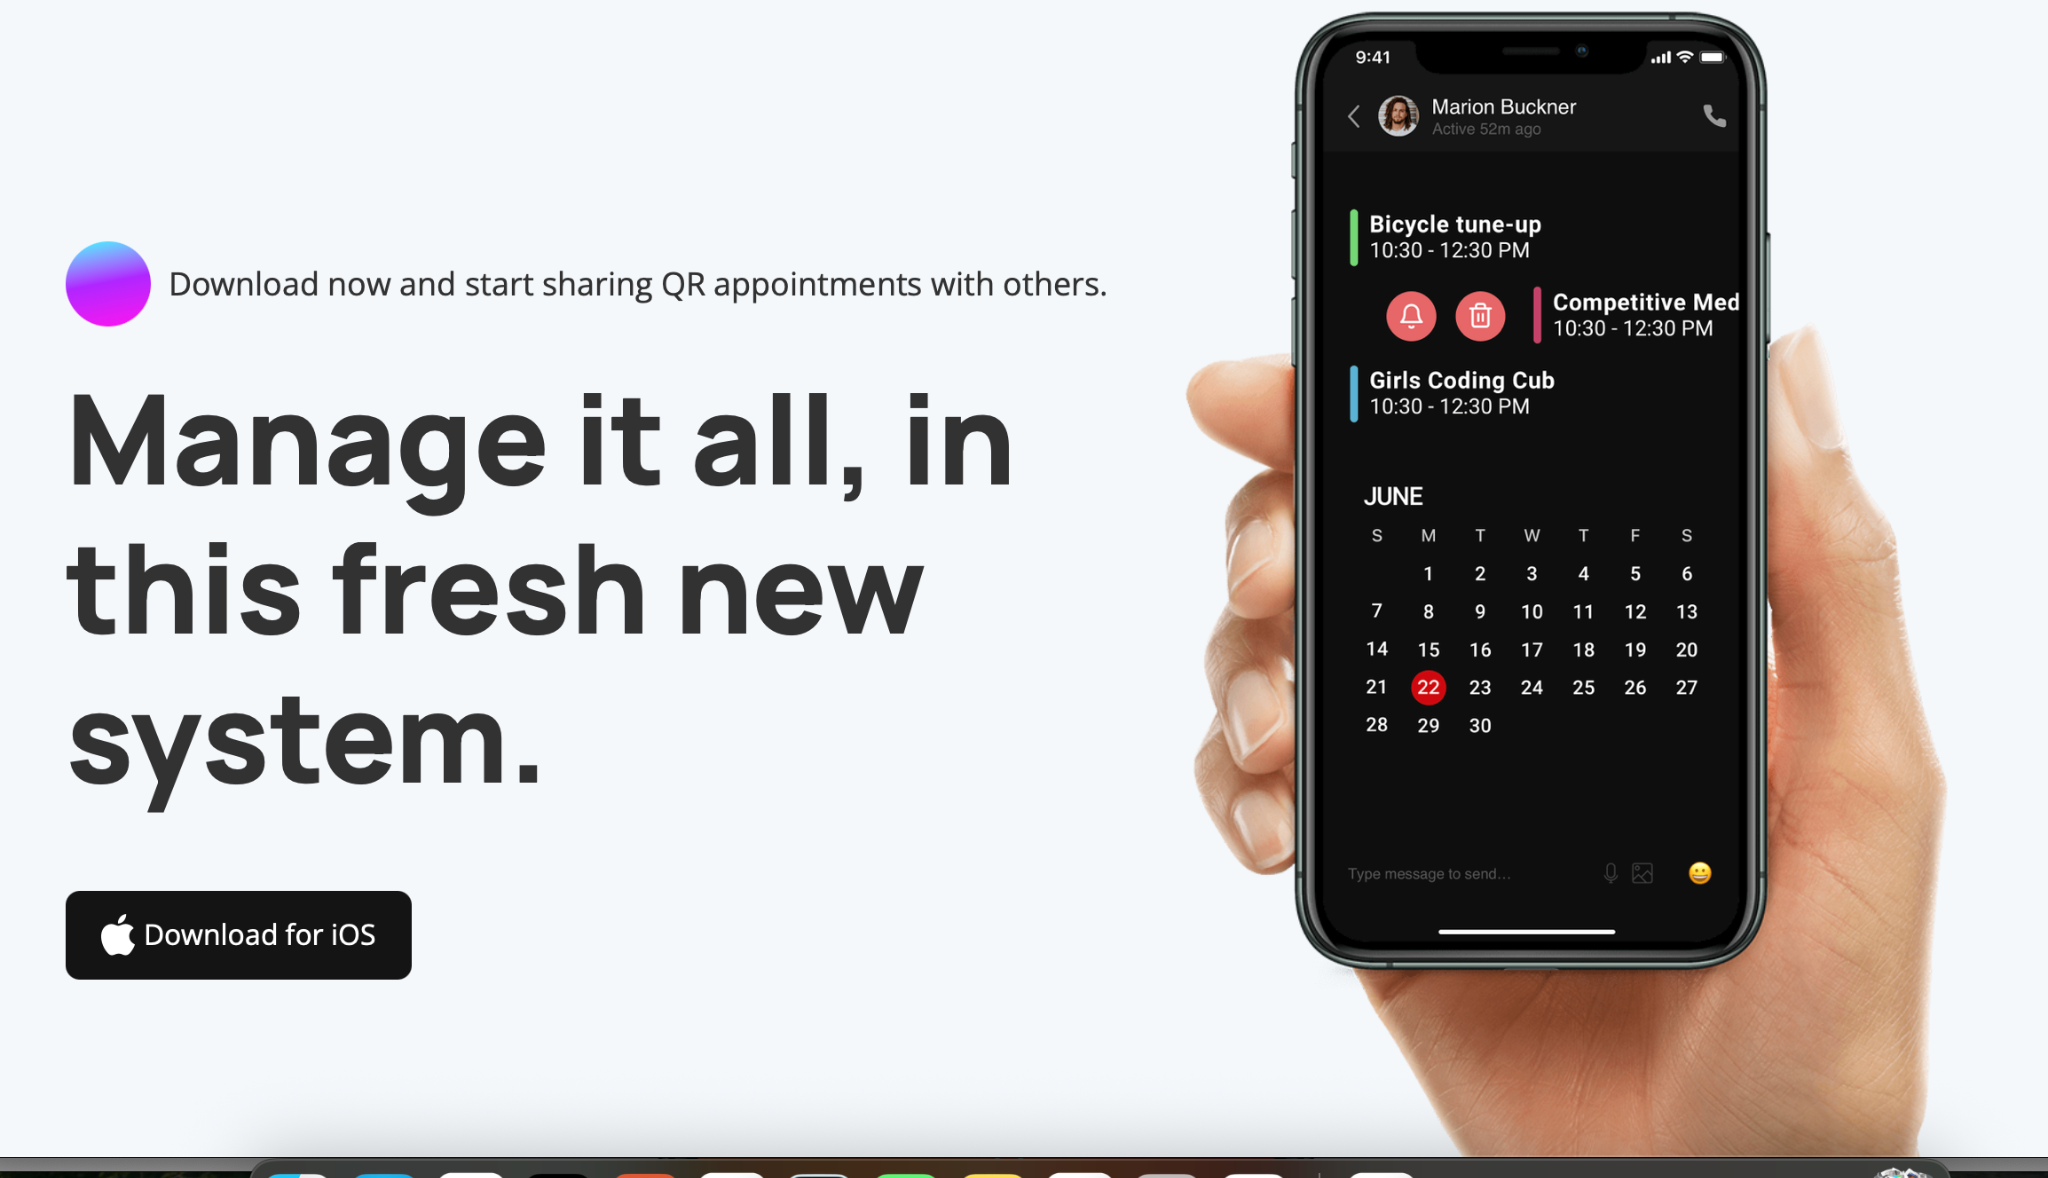 Download now and start sharing QR appointments with others.
Manage it all, in
this fresh new
system.
Download for iOS
9:41
Marion Buckner
Active 52m ago
Bicycle tune-up
10:30 - 12:30 PM
Competitive Med
10:30 - 12:30 PM
Girls Coding Cub
10:30 - 12:30 PM
JUNE
S M T W T F S
1 2 3 4 5 6
7 8 9 10 11 12 13
14 15 16 17 18 19 20
21 22 23 24 25 26 27
28 29 30
Type message to send...